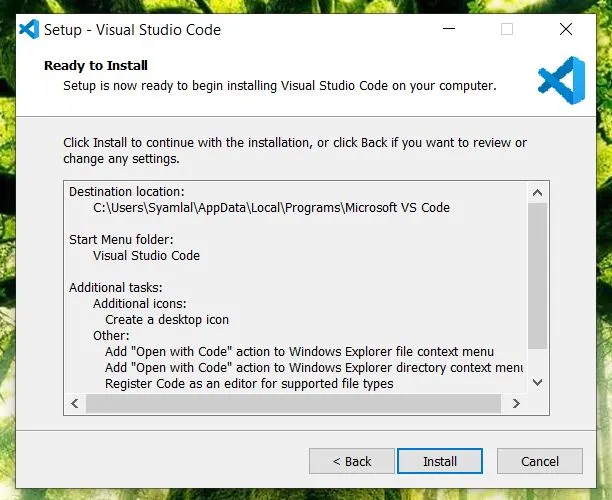 Setup - Visual Studio Code
Ready to Install
Setup is now ready to begin installing Visual Studio Code on your computer.
Click Install to continue with the installation, or click Back if you want to review or
change any settings.
Destination location:
C:\Users\Syamlal\AppData\Local\Programs\Microsoft VS Code
Start Menu folder:
Visual Studio Code
Additional tasks:
Additional icons:
Create a desktop icon
Other:
Add "Open with Code" action to Windows Explorer file context menu
Add "Open with Code" action to Windows Explorer directory context menu
Register Code as an editor for supported file types
< Back
Install
Cancel